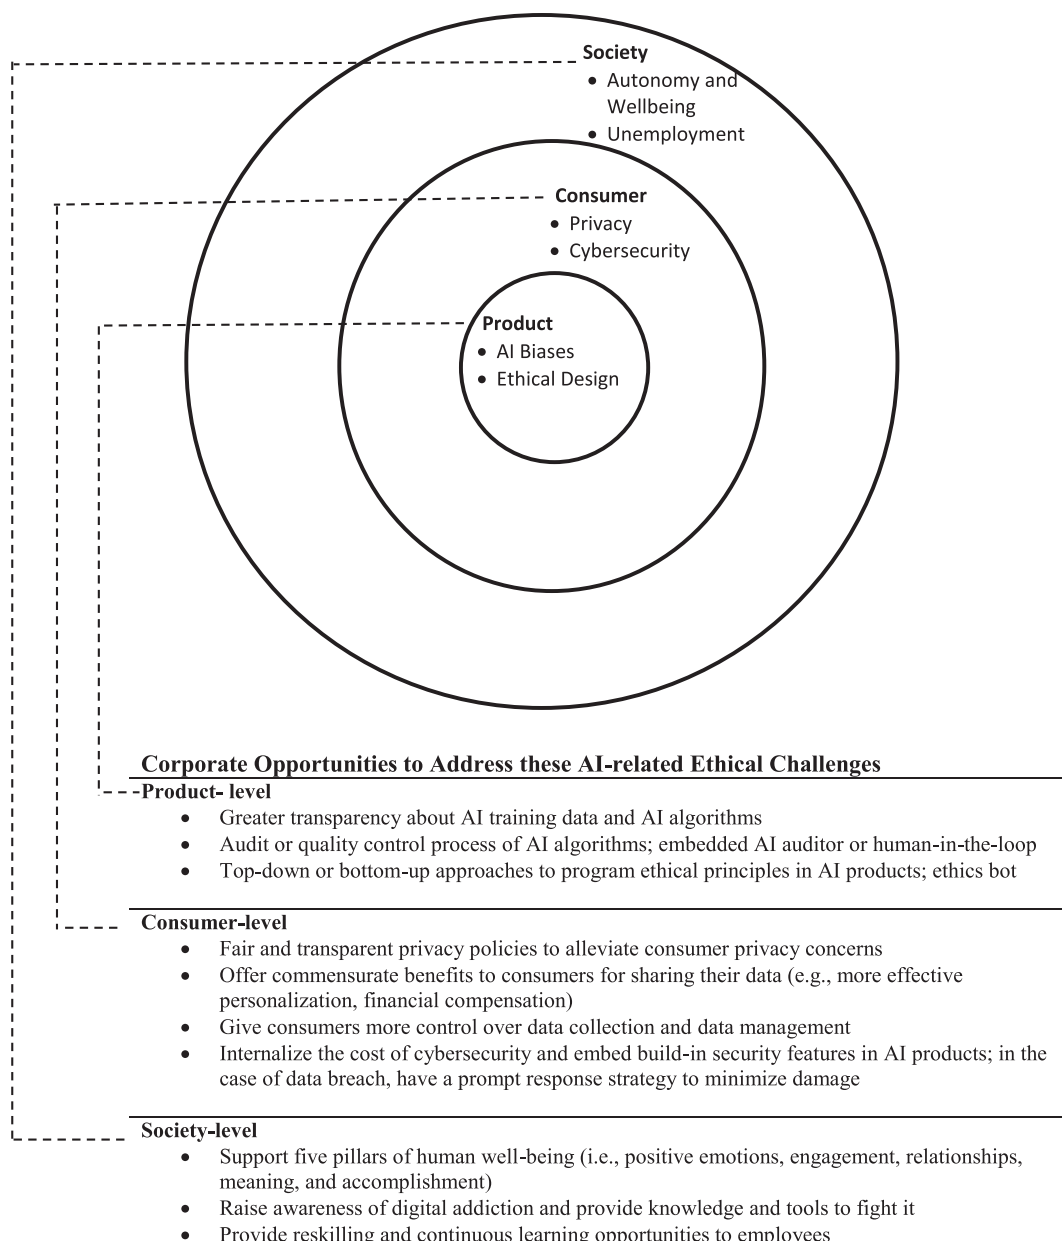 Society
• Autonomy and
Wellbeing
• Unemployment
Consumer
• Privacy
• Cybersecurity
Product
• AI Biases
• Ethical Design
Corporate Opportunities to Address these AI-related Ethical Challenges
Product- level
• Greater transparency about AI training data and AI algorithms
• Audit or quality control process of AI algorithms; embedded AI auditor or human-in-the-loop
• Top-down or bottom-up approaches to program ethical principles in AI products; ethics bot
Consumer-level
• Fair and transparent privacy policies to alleviate consumer privacy concerns
• Offer commensurate benefits to consumers for sharing their data (e.g., more effective
personalization, financial compensation)
• Give consumers more control over data collection and data management
• Internalize the cost of cybersecurity and embed build-in security features in AI products; in the
case of data breach, have a prompt response strategy to minimize damage
Society-level
• Support five pillars of human well-being (i.e., positive emotions, engagement, relationships,
meaning, and accomplishment)
• Raise awareness of digital addiction and provide knowledge and tools to fight it
• Provide reskilling and continuous learning opportunities to employees